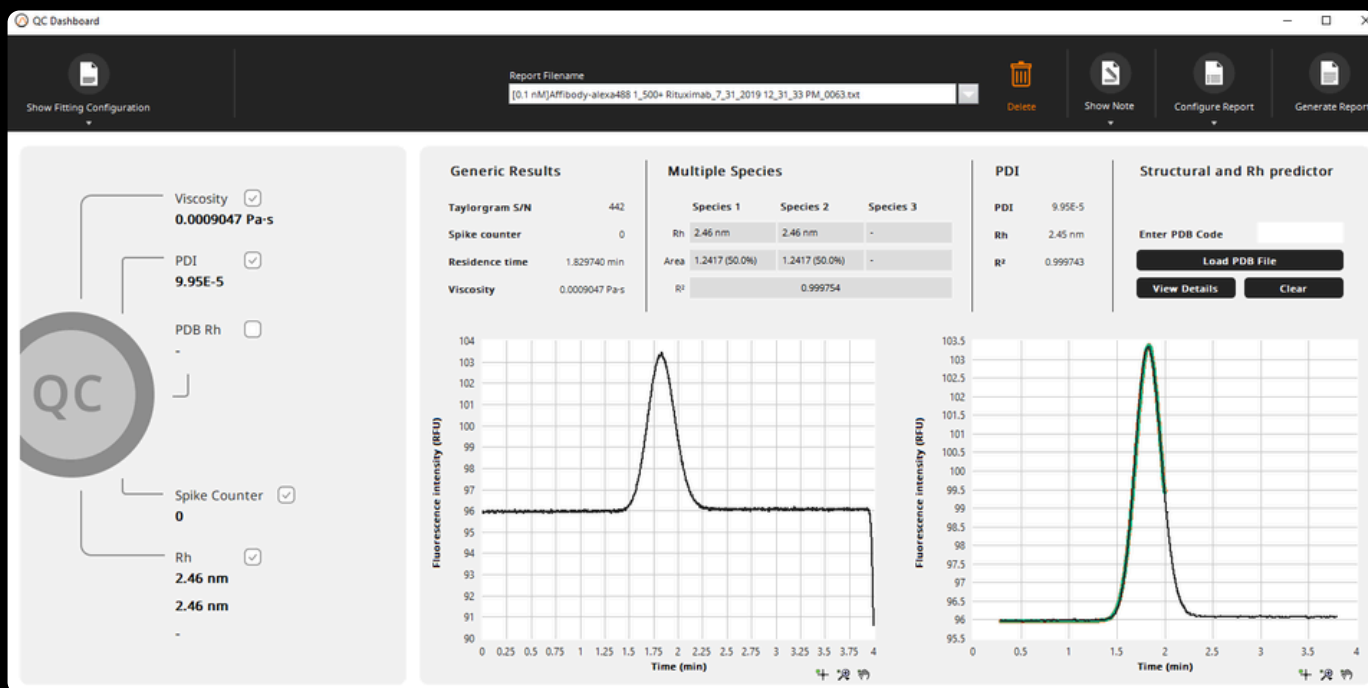 QC Dashboard
Show Fitting Configuration
Report Filename
[0.1 nM]Affibody-alexa488 1_500+ Rituximab_7_31_2019 12_31_33 PM_0063.txt
Delete
Show Note
Configure Report
Generate Report
QC
Viscosity
0.0009047 Pa·s
PDI
9.95E-5
PDB Rh
-
Spike Counter
0
Rh
2.46 nm
2.46 nm
-
Generic Results
Taylorgram S/N 442
Spike counter 0
Residence time 1.829740 min
Viscosity 0.0009047 Pa·s
Multiple Species
Species 1 Species 2 Species 3
Rh 2.46 nm 2.46 nm -
Area 1.2417 (50.0%) 1.2417 (50.0%) -
R² 0.999754
PDI
PDI 9.95E-5
Rh 2.45 nm
R² 0.999743
Structural and Rh predictor
Enter PDB Code
Load PDB File
View Details Clear
Fluorescence intensity (RFU)
104
103
102
101
100
99
98
97
96
95
94
93
92
91
90
0 0.25 0.5 0.75 1 1.25 1.5 1.75 2 2.25 2.5 2.75 3 3.25 3.5 3.75 4
Time (min)
Fluorescence intensity (RFU)
103.5
103
102.5
102
101.5
101
100.5
100
99.5
99
98.5
98
97.5
97
96.5
96
95.5
0 0.5 1 1.5 2 2.5 3 3.5 4
Time (min)